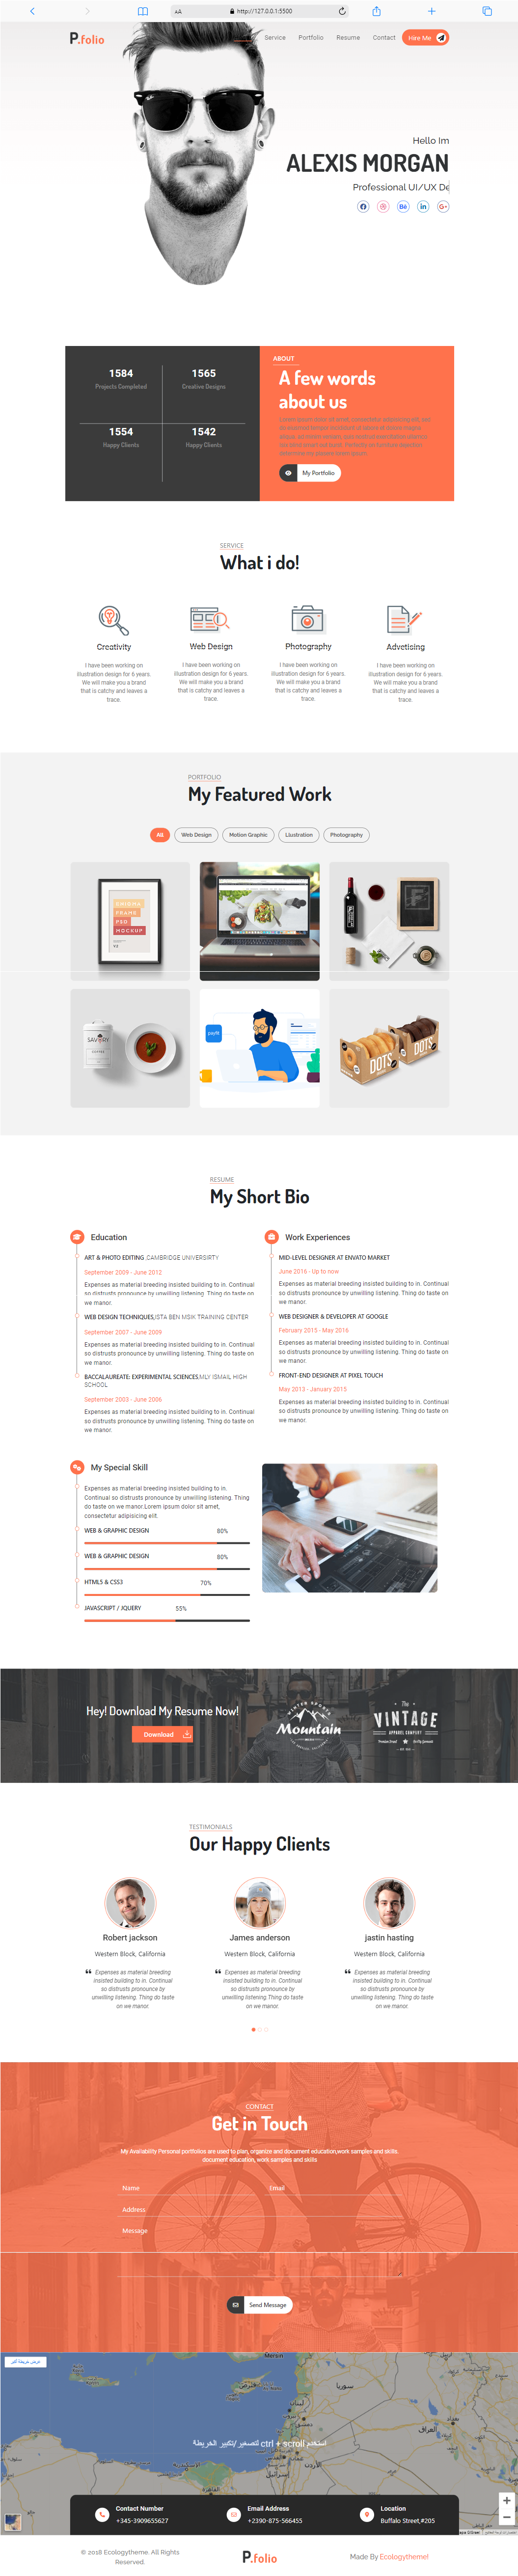 AA
http://127.0.0.1:5500
P.folio
Service
Portfolio
Resume
Contact
Hire Me
Hello Im
ALEXIS MORGAN
Professional UI/UX De
1584
Projects Completed
1565
Creative Designs
1554
Happy Clients
1542
Happy Clients
ABOUT
A few words
about us
My Portfolio
SERVICE
What i do!
Creativity
I have been working on
illustration design for 6 years.
We will make you a brand
that is catchy and leaves a
trace.
Web Design
I have been working on
illustration design for 6 years.
We will make you a brand
that is catchy and leaves a
trace.
Photography
I have been working on
illustration design for 6 years.
We will make you a brand
that is catchy and leaves a
trace.
Advetising
I have been working on
illustration design for 6 years.
We will make you a brand
that is catchy and leaves a
trace.
PORTFOLIO
My Featured Work
All
Web Design
Motion Graphic
Llustration
Photography
ENIGMA
FRAME
PSD
MOCKUP
V.2
SAVORY
COFFEE
payfit
DOTS
DOTS
RESUME
My Short Bio
Education
ART & PHOTO EDITING ,CAMBRIDGE UNIVERSIRTY
September 2009 - June 2012
Expenses as material breeding insisted building to in. Continual
so distrusts pronounce by unwilling listening. Thing do taste on
we manor.
WEB DESIGN TECHNIQUES,ISTA BEN MSIK TRAINING CENTER
September 2007 - June 2009
Expenses as material breeding insisted building to in. Continual
so distrusts pronounce by unwilling listening. Thing do taste on
we manor.
BACCALAUREATE: EXPERIMENTAL SCIENCES.MLY ISMAIL HIGH
SCHOOL
September 2003 - June 2006
Expenses as material breeding insisted building to in. Continual
so distrusts pronounce by unwilling listening. Thing do taste on
we manor.
Work Experiences
MID-LEVEL DESIGNER AT ENVATO MARKET
June 2016 - Up to now
Expenses as material breeding insisted building to in. Continual
so distrusts pronounce by unwilling listening. Thing do taste on
we manor.
WEB DESIGNER & DEVELOPER AT GOOGLE
February 2015 - May 2016
Expenses as material breeding insisted building to in. Continual
so distrusts pronounce by unwilling listening. Thing do taste on
we manor.
FRONT-END DESIGNER AT PIXEL TOUCH
May 2013 - January 2015
Expenses as material breeding insisted building to in. Continual
so distrusts pronounce by unwilling listening. Thing do taste on
we manor.
My Special Skill
Expenses as material breeding insisted building to in.
Continual so distrusts pronounce by unwilling listening. Thing
do taste on we manor.Lorem ipsum dolor sit amet,
consectetur adipisicing elit.
WEB & GRAPHIC DESIGN 80%
WEB & GRAPHIC DESIGN 80%
HTML5 & CSS3 70%
JAVASCRIPT / JQUERY 55%
Hey! Download My Resume Now!
Download
WINTER SPORTS
Mountain
The
VINTAGE
APPAREL COMPANY
TESTIMONIALS
Our Happy Clients
Robert jackson
Western Block, California
Expenses as material breeding
insisted building to in. Continual
so distrusts pronounce by
unwilling listening. Thing do taste
on we manor.
James anderson
Western Block, California
Expenses as material breeding
insisted building to in. Continual
so distrusts pronounce by
unwilling listening.Thing do taste
on we manor.
jastin hasting
Western Block, California
Expenses as material breeding
insisted building to in. Continual
so distrusts pronounce by
unwilling listening. Thing do taste
on we manor.
CONTACT
Get in Touch
My Availability Personal portfolios are used to plan, organize and document education,work samples and skills.
document education, work samples and skills
Name
Email
Address
Message
Send Message
عرض خريطة أكبر
Mersin
قبرص
سوريا
لبنان
دمشق
بغداد
العراق
استخدم ctrl + scroll لتصغير /تكبير الخريطة
الأردن
إسرائيل
الإسكندرية
القاهرة
Contact Number
+345-3909655627
Email Address
+2390-875-566455
Location
Buffalo Street,#205
© 2018 Ecologytheme. All Rights
Reserved.
P.folio
Made By Ecologytheme!